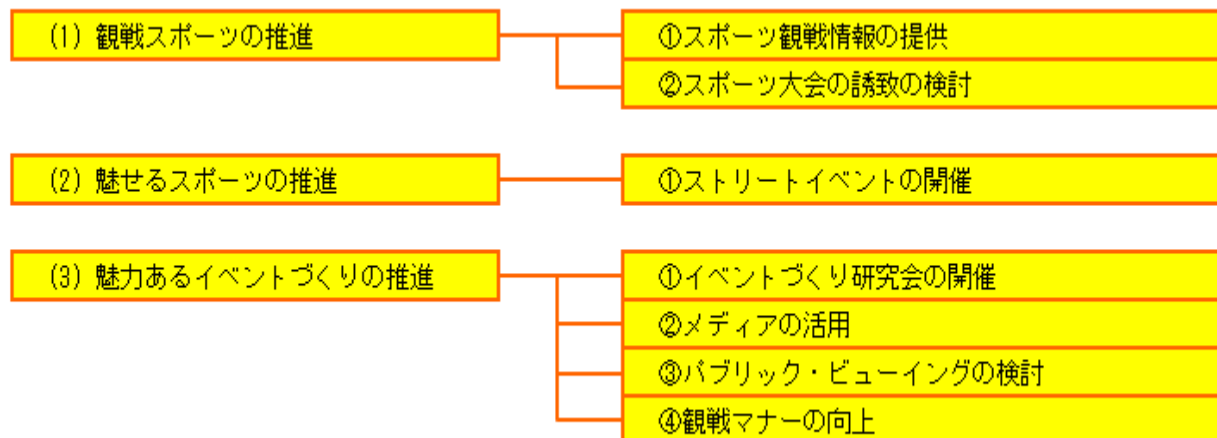 (1) 観戦スポーツの推進
①スポーツ観戦情報の提供
②スポーツ大会の誘致の検討
(2) 魅せるスポーツの推進
①ストリートイベントの開催
(3) 魅力あるイベントづくりの推進
①イベントづくり研究会の開催
②メディアの活用
③パブリック・ビューイングの検討
④観戦マナーの向上